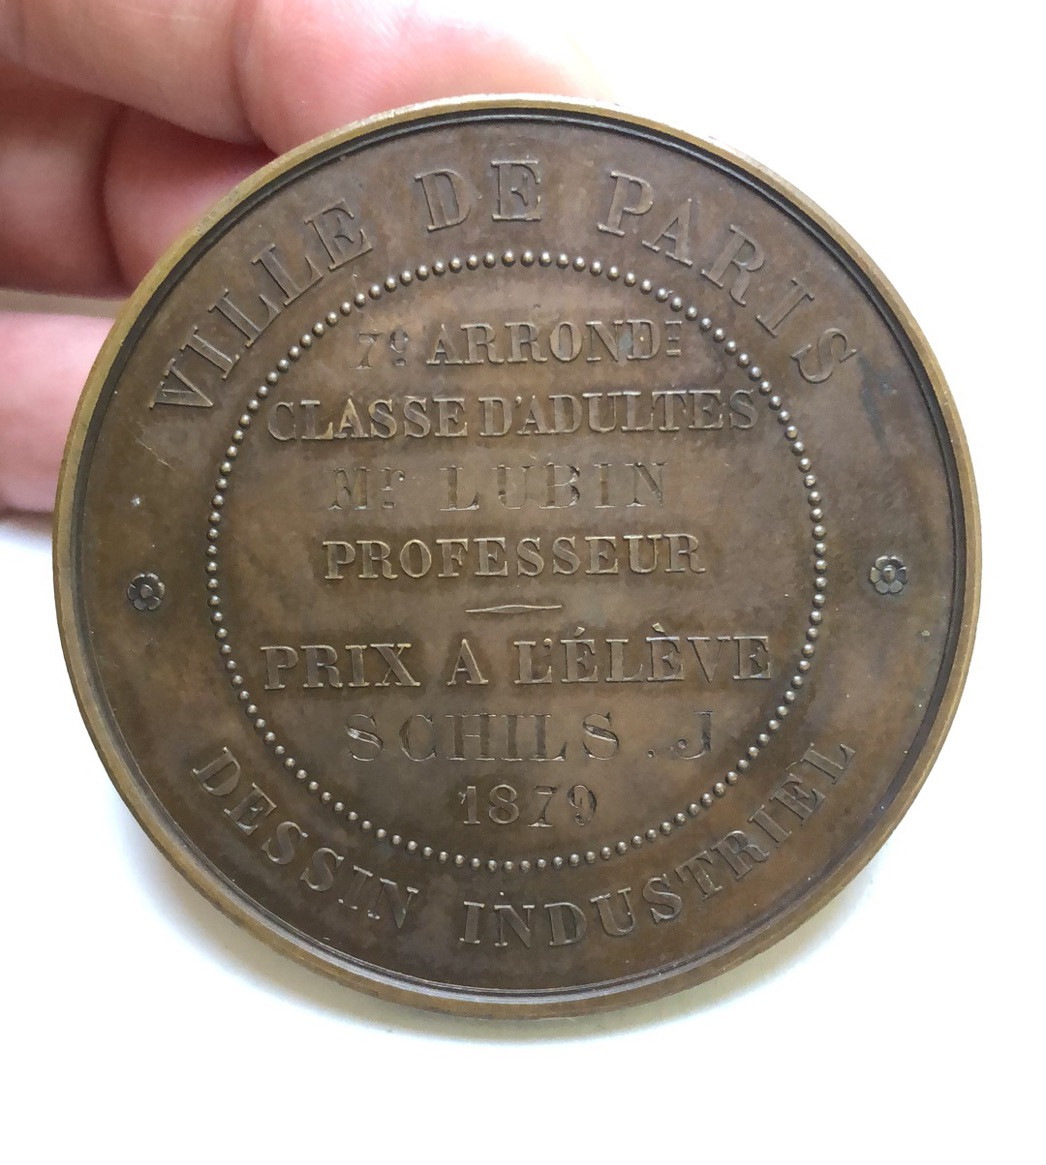 VILLE DE PARIS
7e ARRONDt
CLASSE D'ADULTES
Mr LUBIN
PROFESSEUR
PRIX A L'ÉLÈVE
SCHILS . J
1879
DESSIN INDUSTRIEL